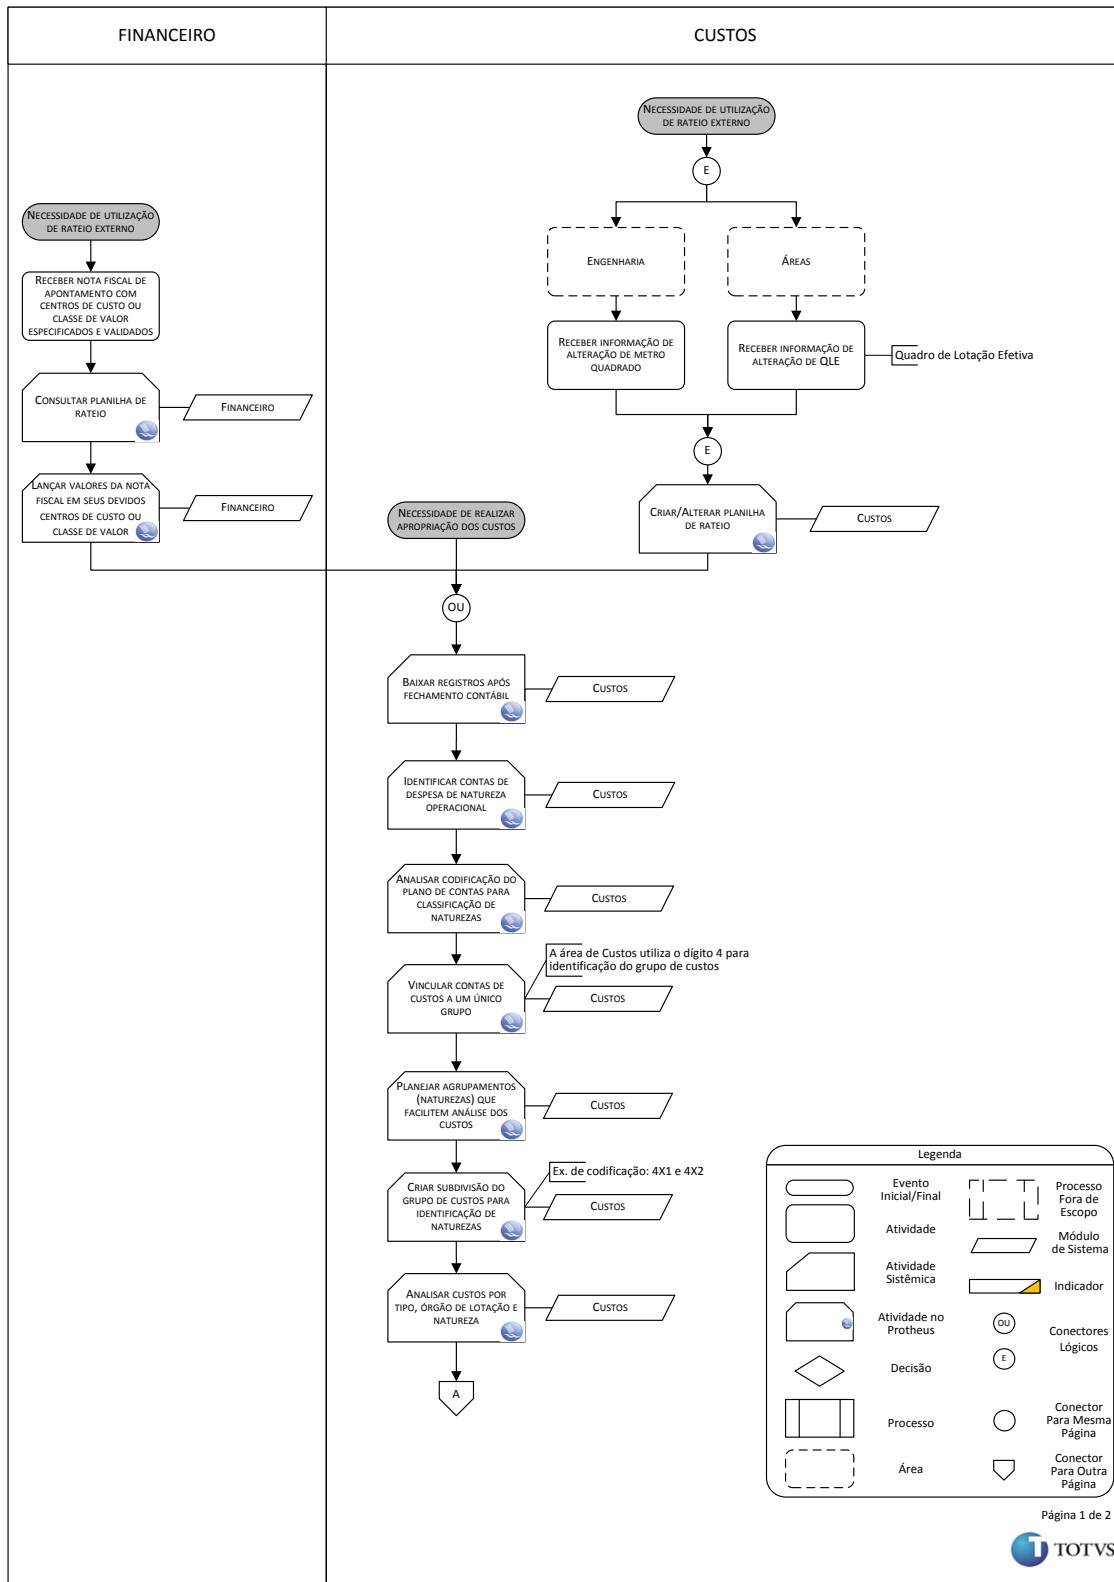 FINANCEIRO
CUSTOS
NECESSIDADE DE UTILIZAÇÃO
DE RATEIO EXTERNO
E
NECESSIDADE DE UTILIZAÇÃO
DE RATEIO EXTERNO
ENGENHARIA
ÁREAS
RECEBER NOTA FISCAL DE
APONTAMENTO COM
CENTROS DE CUSTO OU
CLASSE DE VALOR
ESPECIFICADOS E VALIDADOS
RECEBER INFORMAÇÃO DE
ALTERAÇÃO DE METRO
QUADRADO
RECEBER INFORMAÇÃO DE
ALTERAÇÃO DE QLE
Quadro de Lotação Efetiva
CONSULTAR PLANILHA DE
RATEIO
FINANCEIRO
E
LANÇAR VALORES DA NOTA
FISCAL EM SEUS DEVIDOS
CENTROS DE CUSTO OU
CLASSE DE VALOR
FINANCEIRO
NECESSIDADE DE REALIZAR
APROPRIAÇÃO DOS CUSTOS
CRIAR/ALTERAR PLANILHA
DE RATEIO
CUSTOS
OU
BAIXAR REGISTROS APÓS
FECHAMENTO CONTÁBIL
CUSTOS
IDENTIFICAR CONTAS DE
DESPESA DE NATUREZA
OPERACIONAL
CUSTOS
ANALISAR CODIFICAÇÃO DO
PLANO DE CONTAS PARA
CLASSIFICAÇÃO DE
NATUREZAS
CUSTOS
A área de Custos utiliza o dígito 4 para
identificação do grupo de custos
VINCULAR CONTAS DE
CUSTOS A UM ÚNICO
GRUPO
CUSTOS
PLANEJAR AGRUPAMENTOS
(NATUREZAS) QUE
FACILITEM ANÁLISE DOS
CUSTOS
CUSTOS
Ex. de codificação: 4X1 e 4X2
CRIAR SUBDIVISÃO DO
GRUPO DE CUSTOS PARA
IDENTIFICAÇÃO DE
NATUREZAS
CUSTOS
ANALISAR CUSTOS POR
TIPO, ÓRGÃO DE LOTAÇÃO E
NATUREZA
CUSTOS
A
Legenda
Evento
Inicial/Final
Processo
Fora de
Escopo
Atividade
Módulo
de Sistema
Atividade
Sistêmica
Indicador
Atividade no
Protheus
OU
E
Conectores
Lógicos
Decisão
Processo
Conector
Para Mesma
Página
Área
Conector
Para Outra
Página
Página 1 de 2
TOTVS